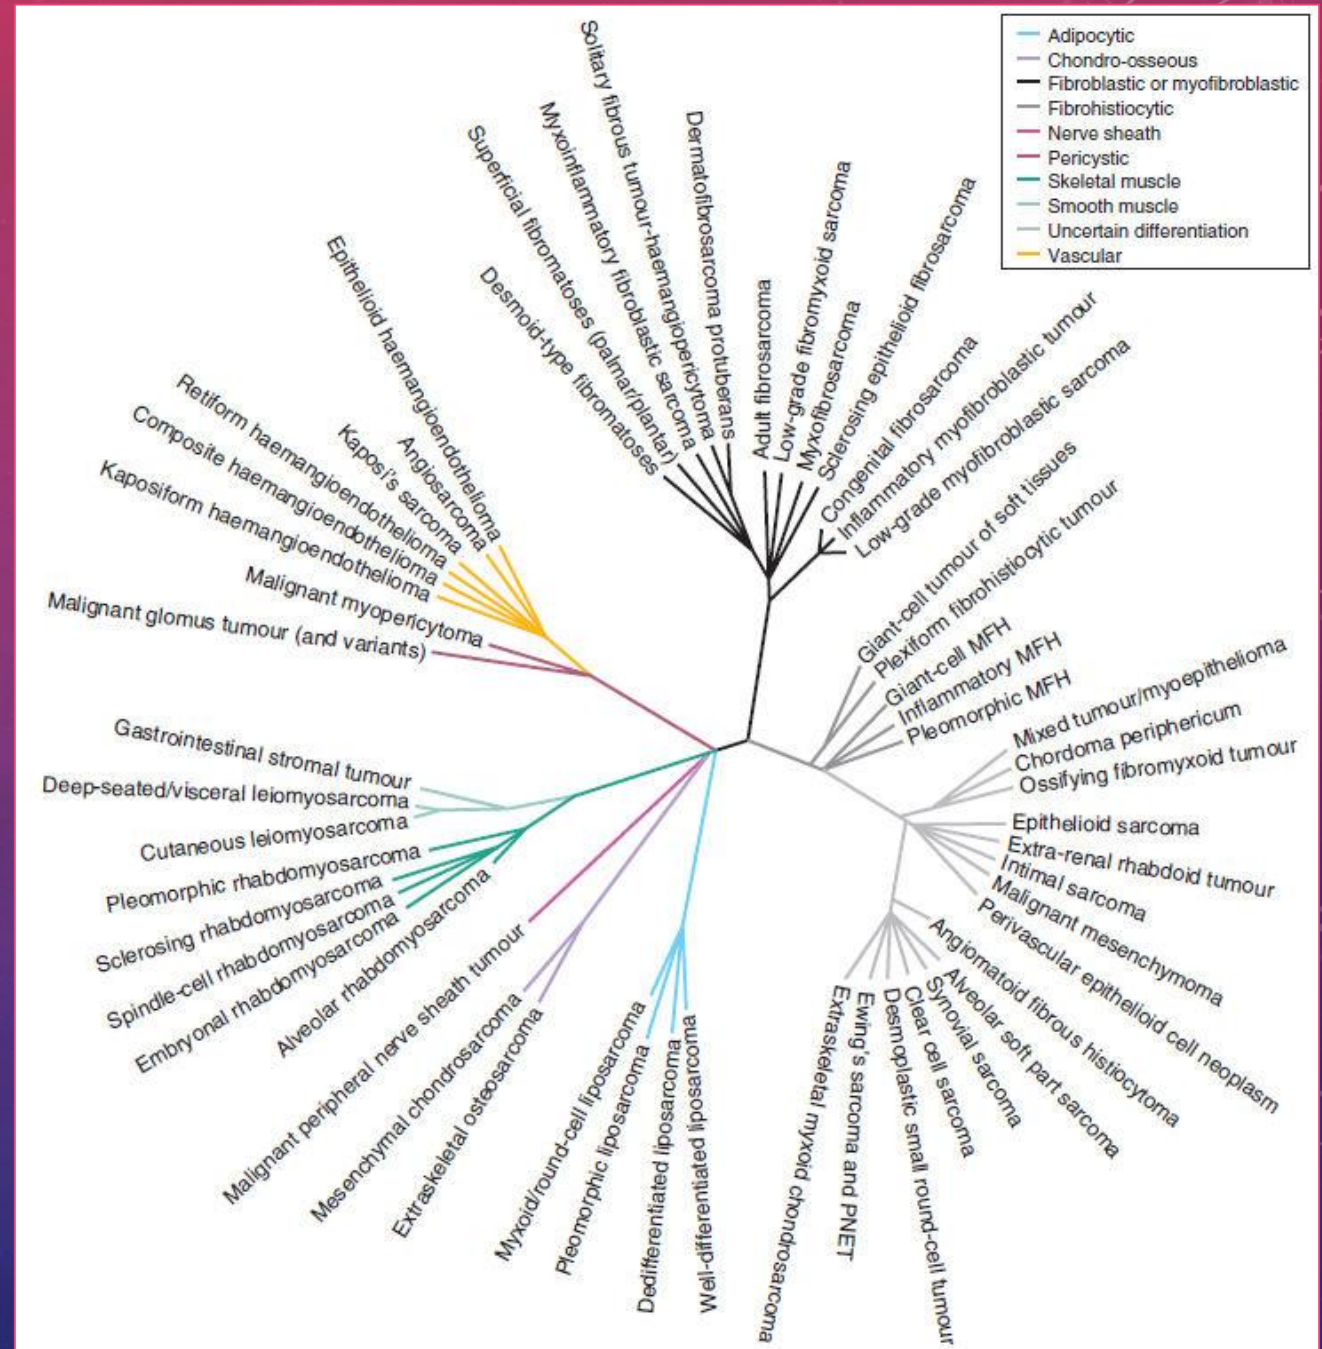 Adipocytic
Chondro-osseous
Fibroblastic or myofibroblastic
Fibrohistiocytic
Nerve sheath
Pericystic
Skeletal muscle
Smooth muscle
Uncertain differentiation
Vascular
Malignant glomus tumour (and variants)
Malignant myopericytoma
Kaposiform haemangioendothelioma
Composite haemangioendothelioma
Retiform haemangioendothelioma
Kaposi's sarcoma
Angiosarcoma
Epithelioid haemangioendothelioma
Desmoid-type fibromatoses
Superficial fibromatoses (palmar/plantar)
Myxoinflammatory fibroblastic sarcoma
Solitary fibrous tumour-haemangiopericytoma
Dermatofibrosarcoma protuberans
Adult fibrosarcoma
Low-grade fibromyxoid sarcoma
Myxofibrosarcoma
Sclerosing epithelioid fibrosarcoma
Congenital fibrosarcoma
Inflammatory myofibroblastic tumour
Low-grade myofibroblastic sarcoma
Giant-cell tumour of soft tissues
Plexiform fibrohistiocytic tumour
Giant-cell MFH
Inflammatory MFH
Pleomorphic MFH
Mixed tumour/myoepithelioma
Chordoma periphericum
Ossifying fibromyxoid tumour
Epithelioid sarcoma
Extra-renal rhabdoid tumour
Intimal sarcoma
Malignant mesenchymoma
Perivascular epithelioid cell neoplasm
Angiomatoid fibrous histiocytoma
Alveolar soft part sarcoma
Synovial sarcoma
Clear cell sarcoma
Desmoplastic small round-cell tumour
Ewing's sarcoma and PNET
Extraskeletal myxoid chondrosarcoma
Well-differentiated liposarcoma
Dedifferentiated liposarcoma
Pleomorphic liposarcoma
Myxoid/round-cell liposarcoma
Extraskeletal osteosarcoma
Mesenchymal chondrosarcoma
Malignant peripheral nerve sheath tumour
Alveolar rhabdomyosarcoma
Embryonal rhabdomyosarcoma
Spindle-cell rhabdomyosarcoma
Sclerosing rhabdomyosarcoma
Pleomorphic rhabdomyosarcoma
Cutaneous leiomyosarcoma
Deep-seated/visceral leiomyosarcoma
Gastrointestinal stromal tumour